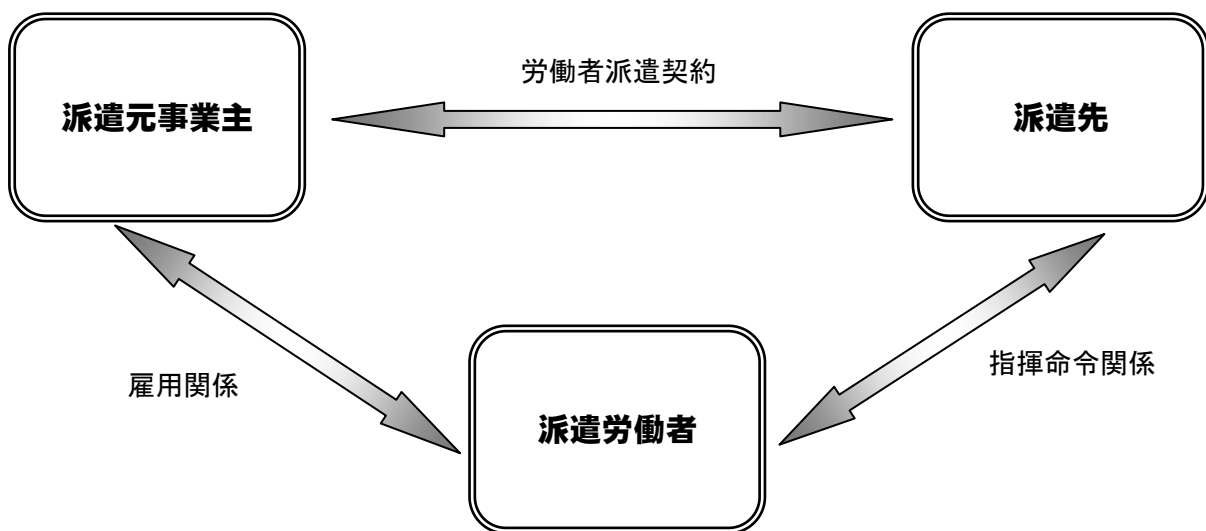 労働者派遣契約
派遣元事業主
派遣先
雇用関係
指揮命令関係
派遣労働者